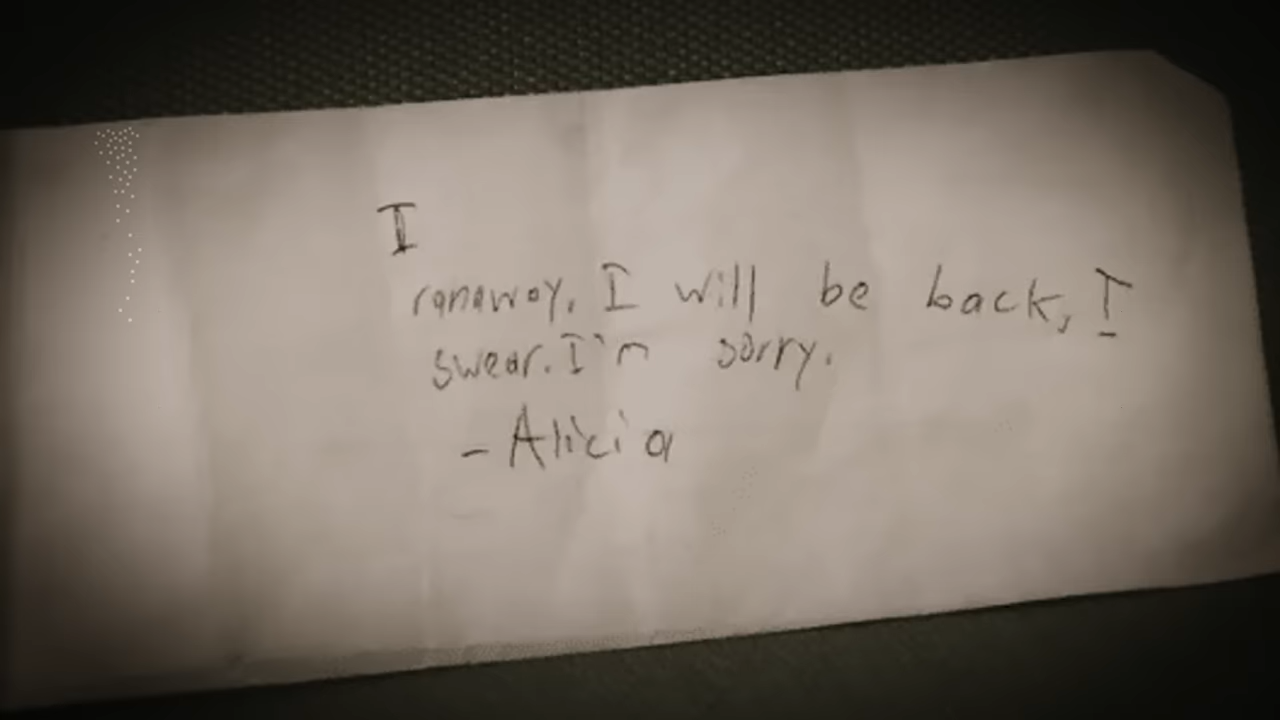 I
ranaway. I will be back, I
swear. I'm sorry.
- Alicia